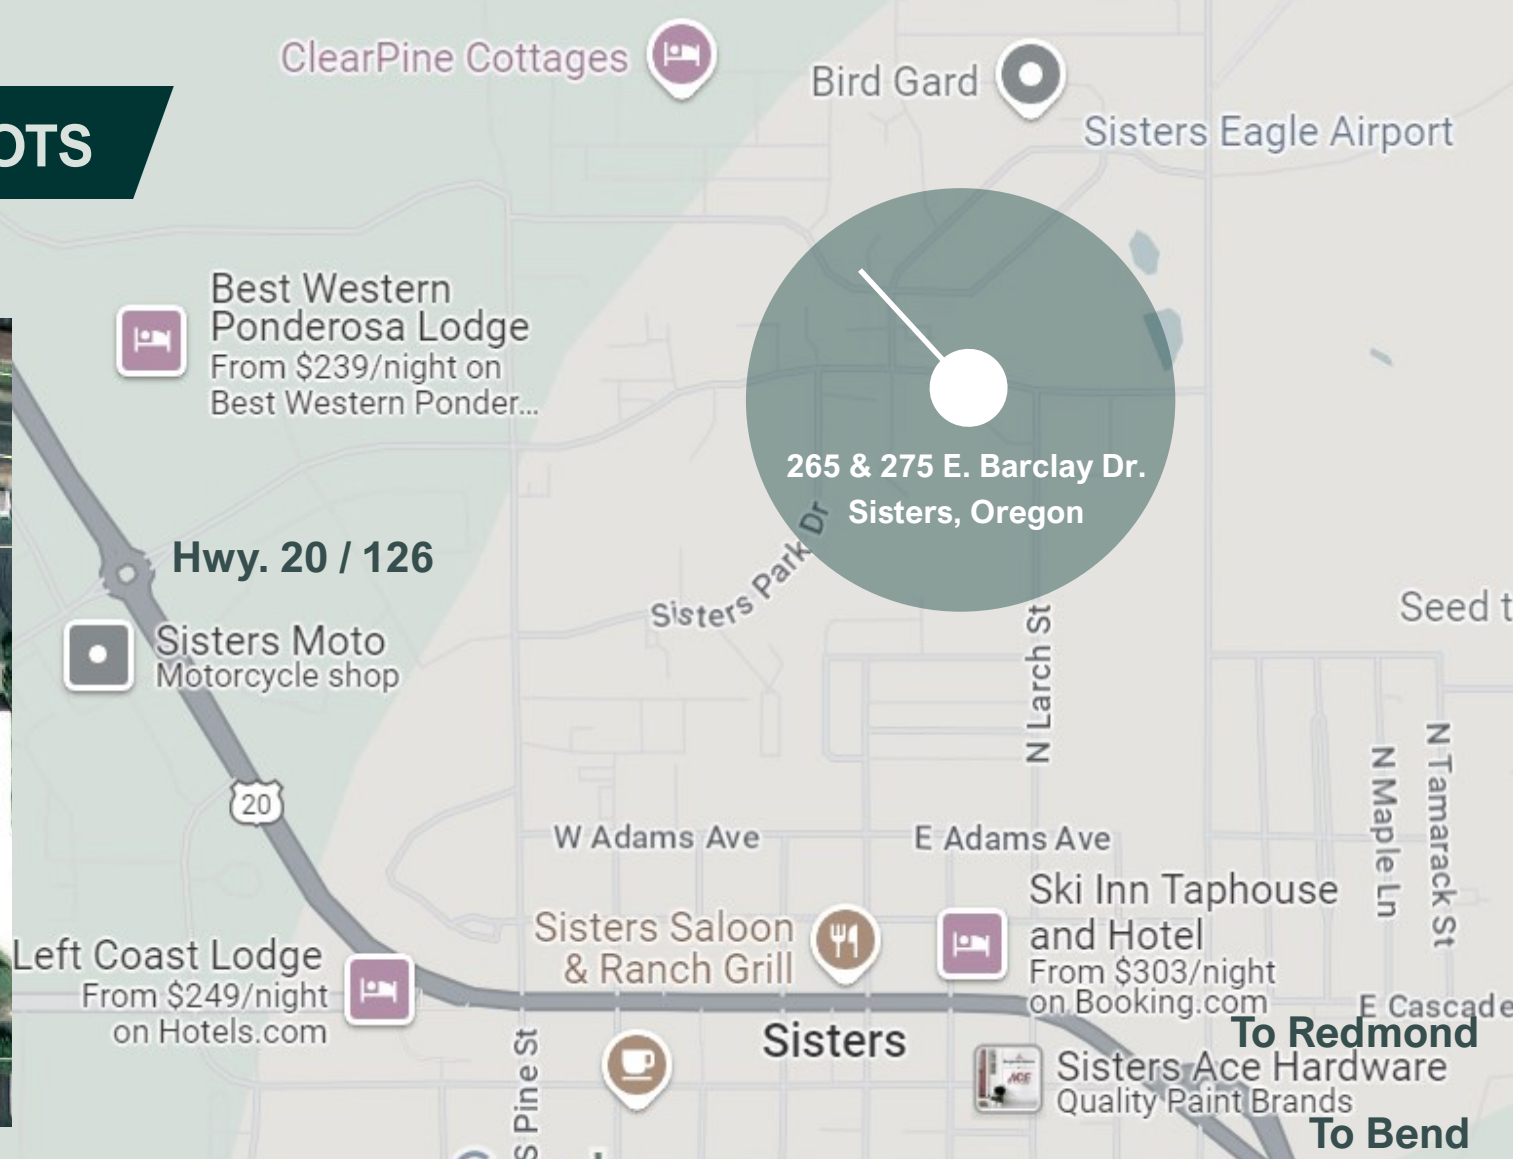 ClearPine Cottages
Bird Gard
Sisters Eagle Airport
OTS
Best Western
Ponderosa Lodge
From $239/night on
Best Western Ponder...
265 & 275 E. Barclay Dr.
Sisters, Oregon
Hwy. 20 / 126
Sisters Park Dr
Sisters Moto
Motorcycle shop
Seed t
N Larch St
N Maple Ln
N Tamarack St
20
W Adams Ave
E Adams Ave
Ski Inn Taphouse
and Hotel
From $303/night
on Booking.com
Sisters Saloon
& Ranch Grill
Left Coast Lodge
From $249/night
on Hotels.com
E Cascade
To Redmond
Sisters
S Pine St
Sisters Ace Hardware
Quality Paint Brands
ACE
To Bend